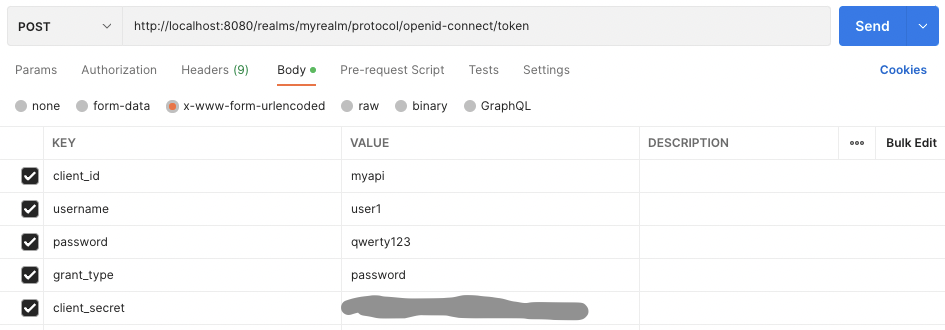 POST http://localhost:8080/realms/myrealm/protocol/openid-connect/token Send
Params Authorization Headers (9) Body Pre-request Script Tests Settings Cookies
none form-data x-www-form-urlencoded raw binary GraphQL
KEY VALUE DESCRIPTION Bulk Edit
client_id myapi
username user1
password qwerty123
grant_type password
client_secret